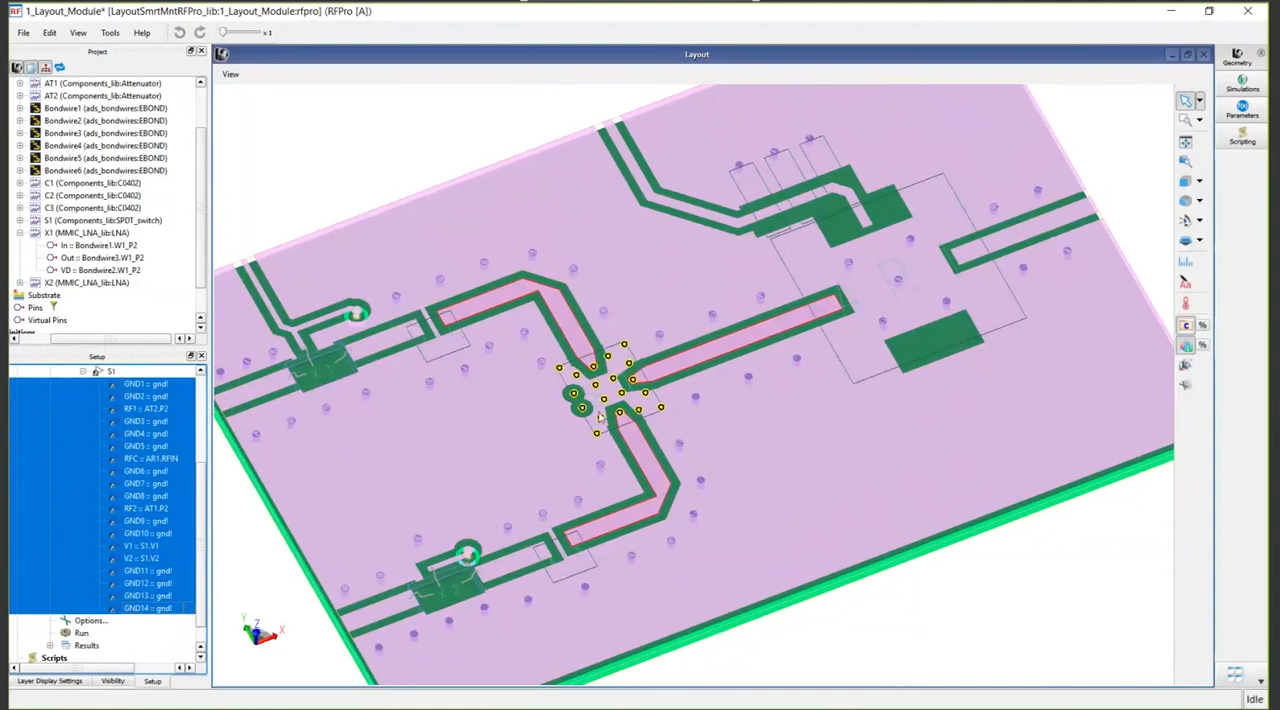 RF 1_Layout_Module* [LayoutSmrtMntRFPro_lib:1_Layout_Module:rfpro] (RFPro [A])
File Edit View Tools Help x1
Project
AT1 (Components_lib:Attenuator)
AT2 (Components_lib:Attenuator)
Bondwire1 (ads_bondwires:EBOND)
Bondwire2 (ads_bondwires:EBOND)
Bondwire3 (ads_bondwires:EBOND)
Bondwire4 (ads_bondwires:EBOND)
Bondwire5 (ads_bondwires:EBOND)
Bondwire6 (ads_bondwires:EBOND)
C1 (Components_lib:C0402)
C2 (Components_lib:C0402)
C3 (Components_lib:C0402)
S1 (Components_lib:SPDT_switch)
X1 (MMIC_LNA_lib:LNA)
In :: Bondwire1.W1_P2
Out :: Bondwire3.W1_P2
VD :: Bondwire2.W1_P2
X2 (MMIC_LNA_lib:LNA)
Substrate
Pins
Virtual Pins
Setup
S1
GND1 :: gnd!
GND2 :: gnd!
RF1 :: AT2.P2
GND3 :: gnd!
GND4 :: gnd!
GND5 :: gnd!
RFC :: AR1.RFIN
GND6 :: gnd!
GND7 :: gnd!
GND8 :: gnd!
RF2 :: AT1.P2
GND9 :: gnd!
GND10 :: gnd!
V1 :: S1.V1
V2 :: S1.V2
GND11 :: gnd!
GND12 :: gnd!
GND13 :: gnd!
GND14 :: gnd!
Options...
Run
Results
Scripts
Layer Display Settings Visibility Setup
Layout
View
Y Z X
Aa
C %
%
Geometry
Simulations
f(x)
Parameters
Scripting
Idle